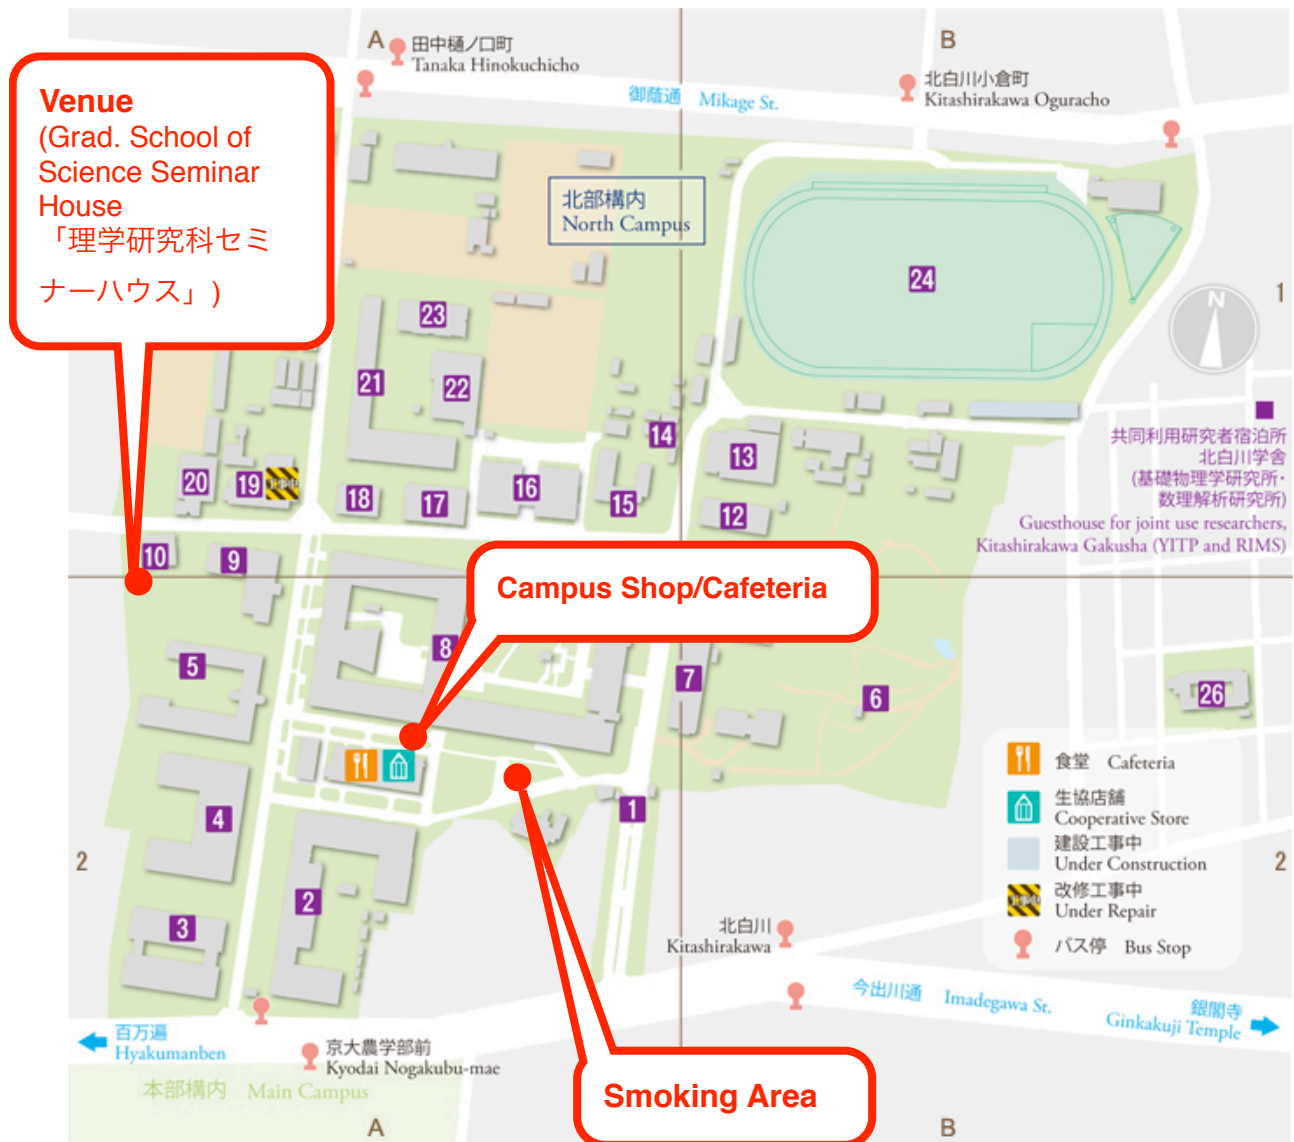 A
田中樋ノ口町
Tanaka Hinokuchicho
B
北白川小倉町
Kitashirakawa Oguracho
御蔭通 Mikage St.
Venue
(Grad. School of
Science Seminar
House
「理学研究科セミ
ナーハウス」)
北部構内
North Campus
24
N
1
23
21
22
14
13
共同利用研究者宿泊所
北白川学舎
(基礎物理学研究所・
数理解析研究所)
Guesthouse for joint use researchers,
Kitashirakawa Gakusha (YITP and RIMS)
20
19
工事中
18
17
16
15
12
10
9
Campus Shop/Cafeteria
8
5
7
6
26
4
1
食堂 Cafeteria
生協店舗
Cooperative Store
建設工事中
Under Construction
改修工事中
Under Repair
バス停 Bus Stop
工事中
2
2
2
3
北白川
Kitashirakawa
今出川通 Imadegawa St.
銀閣寺
Ginkakuji Temple
百万遍
Hyakumanben
京大農学部前
Kyodai Nogakubu-mae
本部構内 Main Campus
Smoking Area
A
B